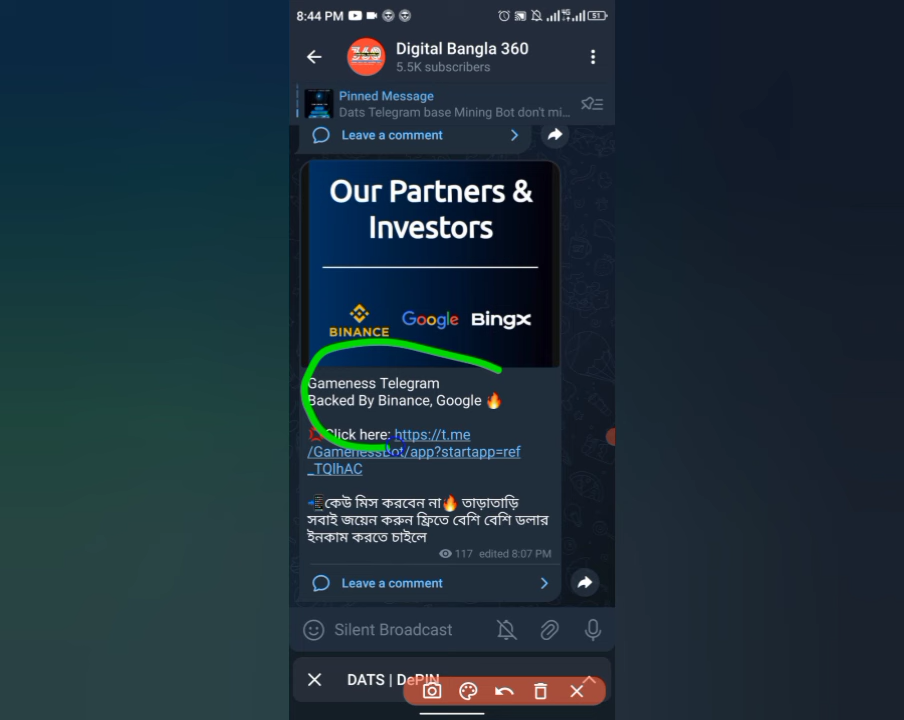 8:44 PM
51
Digital Bangla 360
5.5K subscribers
360
Pinned Message
Dats Telegram base Mining Bot don't mi...
Leave a comment
Our Partners &
Investors
BINANCE Google Bingx
Gameness Telegram
Backed By Binance, Google 🔥
💢Click here: https://t.me
/GamenessBot/app?startapp=ref
_TQlhAC
📲কেউ মিস করবেন না🔥 তাড়াতাড়ি
সবাই জয়েন করুন ফ্রিতে বেশি বেশি ডলার
ইনকাম করতে চাইলে
117 edited 8:07 PM
Leave a comment
Silent Broadcast
DATS | DePIN